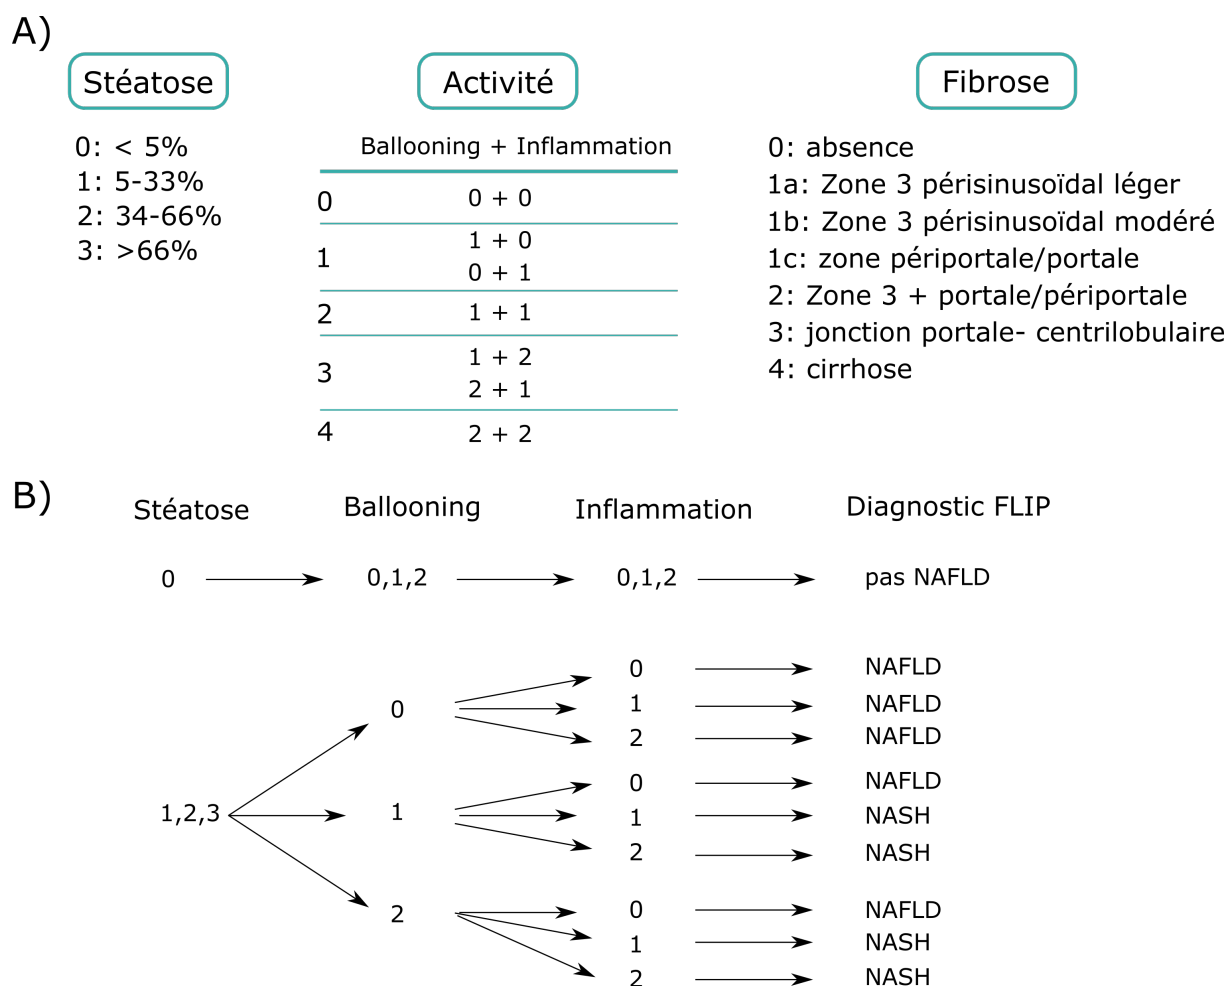 A)
Stéatose
0: < 5%
1: 5-33%
2: 34-66%
3: >66%
Activité
Ballooning + Inflammation
0 0 + 0
1 1 + 0
0 + 1
2 1 + 1
3 1 + 2
2 + 1
4 2 + 2
Fibrose
0: absence
1a: Zone 3 périsinusoïdal léger
1b: Zone 3 périsinusoïdal modéré
1c: zone périportale/portale
2: Zone 3 + portale/périportale
3: jonction portale- centrilobulaire
4: cirrhose
B)
Stéatose Ballooning Inflammation Diagnostic FLIP
0 0,1,2 0,1,2 pas NAFLD
1,2,3
0
0 NAFLD
1 NAFLD
2 NAFLD
1
0 NAFLD
1 NASH
2 NASH
2
0 NAFLD
1 NASH
2 NASH